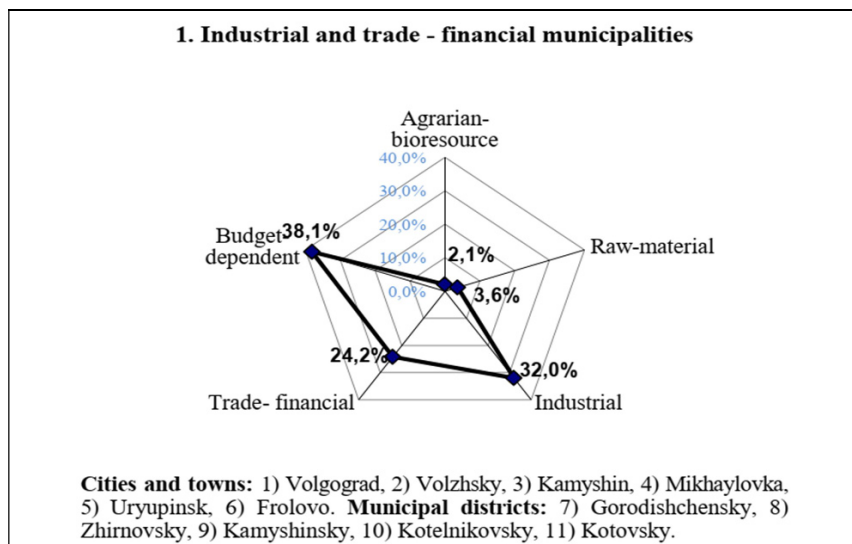 1. Industrial and trade - financial municipalities
Agrarian-
bioresource
40,0%
30,0%
20,0%
10,0%
0,0%
Budget
dependent
38,1%
2,1%
Raw-material
3,6%
24,2%
32,0%
Trade- financial
Industrial
Cities and towns: 1) Volgograd, 2) Volzhsky, 3) Kamyshin, 4) Mikhaylovka,
5) Uryupinsk, 6) Frolovo. Municipal districts: 7) Gorodishchensky, 8)
Zhirnovsky, 9) Kamyshinsky, 10) Kotelnikovsky, 11) Kotovsky.